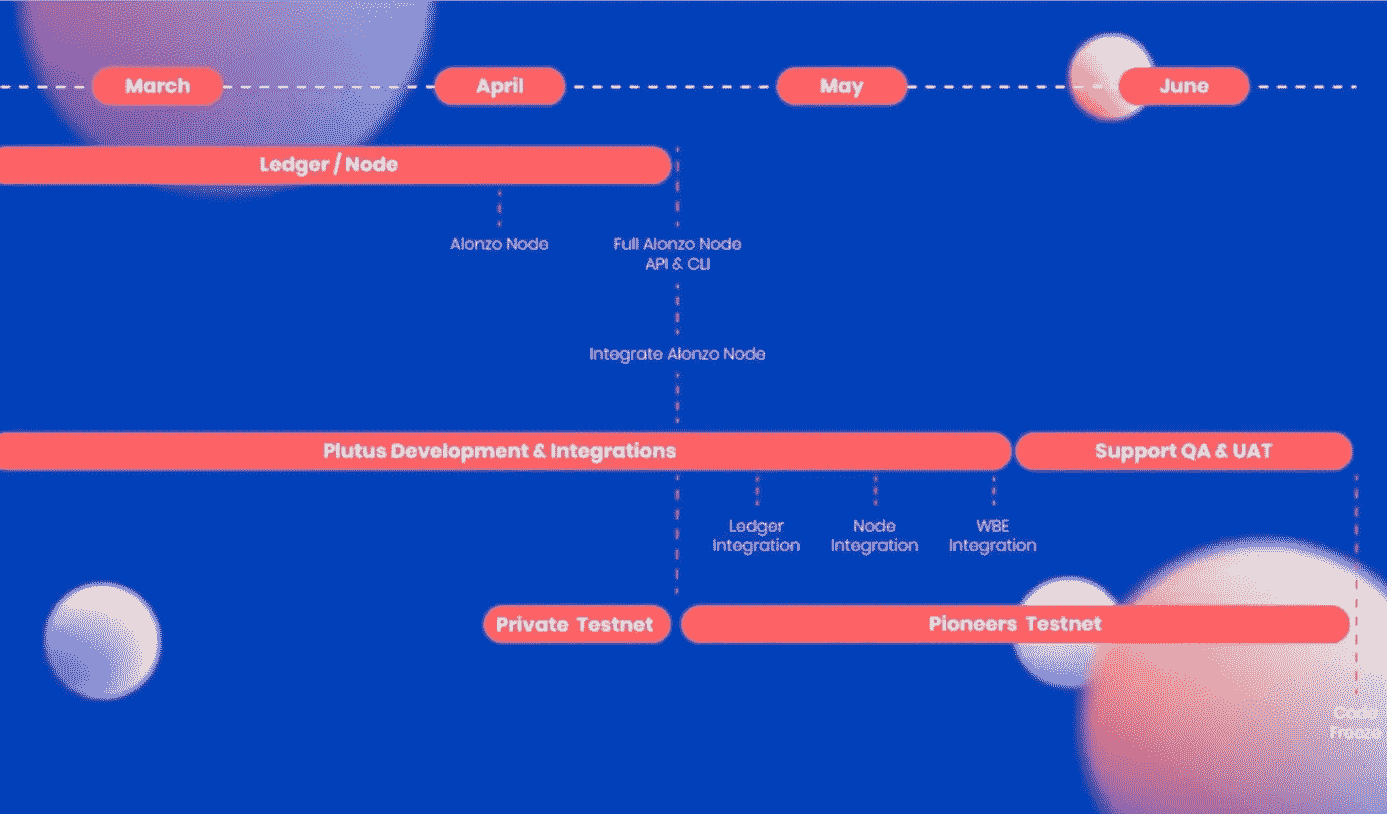 March
April
May
June
Ledger / Node
Alonzo Node
Full Alonzo Node
API & CLI
Integrate Alonzo Node
Plutus Development & Integrations
Support QA & UAT
Ledger
Integration
Node
Integration
WBE
Integration
Private Testnet
Pioneers Testnet
Code
Freeze